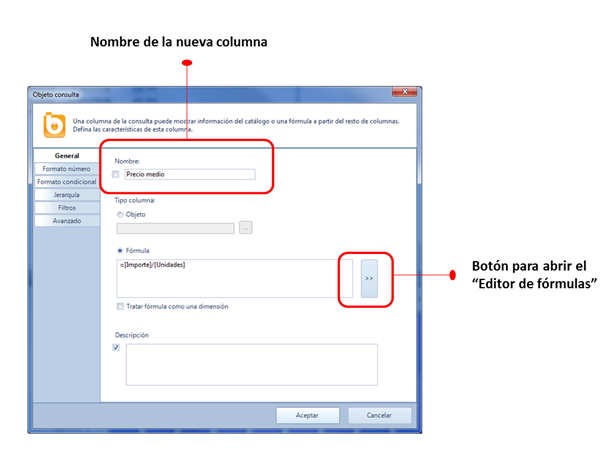 Nombre de la nueva columna
Objeto consulta
Una columna de la consulta puede mostrar información del catálogo o una fórmula a partir del resto de columnas.
Defina las características de esta columna.
General
Formato número
Formato condicional
Jerarquía
Filtros
Avanzado
Nombre:
Precio medio
Tipo columna:
Objeto
...
Fórmula
=[Importe]/[Unidades]
>>
Tratar fórmula como una dimensión
Descripción
Aceptar
Cancelar
Botón para abrir el
“Editor de fórmulas”